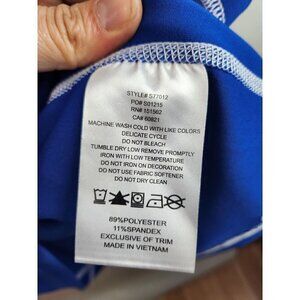 STYLE# S77012
PO# S01215
RN# 151562
CA# 60821
MACHINE WASH COLD WITH LIKE COLORS
DELICATE CYCLE
DO NOT BLEACH
TUMBLE DRY LOW REMOVE PROMPTLY
IRON WITH LOW TEMPERATURE
DO NOT IRON ON DECORATION
DO NOT USE FABRIC SOFTENER
DO NOT DRY CLEAN
89%POLYESTER
11%SPANDEX
EXCLUSIVE OF TRIM
MADE IN VIETNAM